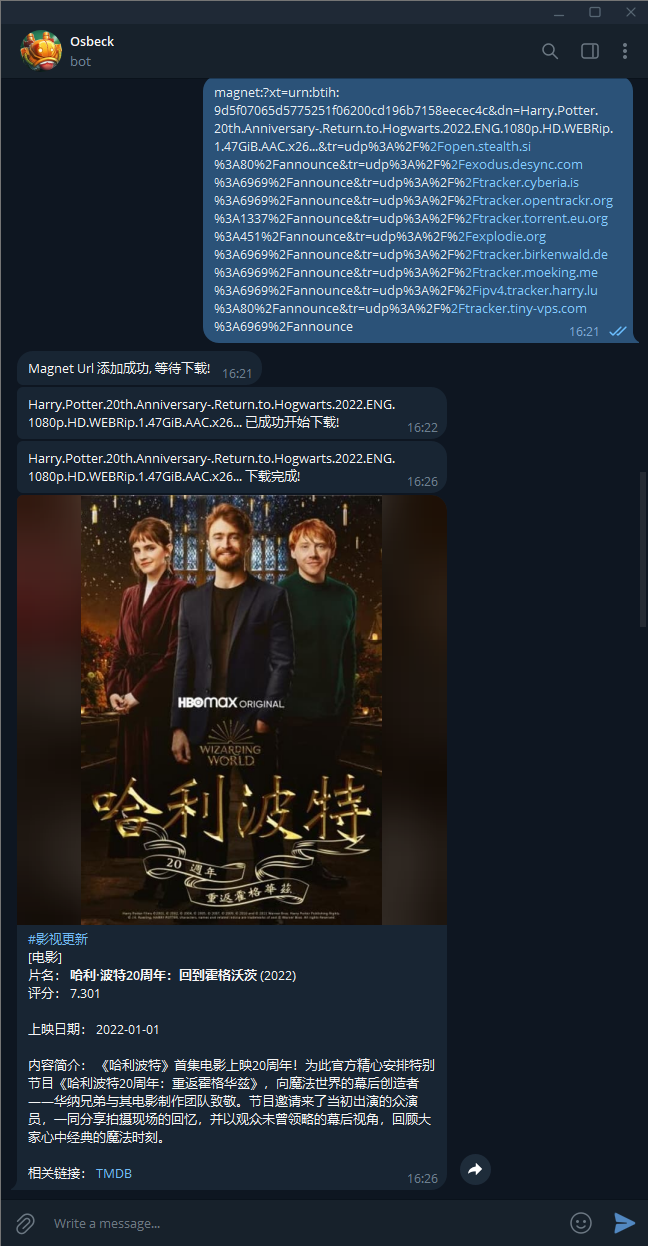 Osbeck
bot
magnet:?xt=urn:btih:
9d5f07065d5775251f06200cd196b7158eecec4c&dn=Harry.Potter.
20th.Anniversary-.Return.to.Hogwarts.2022.ENG.1080p.HD.WEBRip.
1.47GiB.AAC.x26...&tr=udp%3A%2F%2Fopen.stealth.si
%3A80%2Fannounce&tr=udp%3A%2F%2Fexodus.desync.com
%3A6969%2Fannounce&tr=udp%3A%2F%2Ftracker.cyberia.is
%3A6969%2Fannounce&tr=udp%3A%2F%2Ftracker.opentrackr.org
%3A1337%2Fannounce&tr=udp%3A%2F%2Ftracker.torrent.eu.org
%3A451%2Fannounce&tr=udp%3A%2F%2Fexplodie.org
%3A6969%2Fannounce&tr=udp%3A%2F%2Ftracker.birkenwald.de
%3A6969%2Fannounce&tr=udp%3A%2F%2Ftracker.moeking.me
%3A6969%2Fannounce&tr=udp%3A%2F%2Fipv4.tracker.harry.lu
%3A80%2Fannounce&tr=udp%3A%2F%2Ftracker.tiny-vps.com
%3A6969%2Fannounce
16:21
Magnet Url 添加成功, 等待下载!
16:21
Harry.Potter.20th.Anniversary-.Return.to.Hogwarts.2022.ENG.
1080p.HD.WEBRip.1.47GiB.AAC.x26... 已成功开始下载!
16:22
Harry.Potter.20th.Anniversary-.Return.to.Hogwarts.2022.ENG.
1080p.HD.WEBRip.1.47GiB.AAC.x26... 下载完成!
16:26
HBOMAX ORIGINAL
WIZARDING
WORLD
哈利波特
20 週年
重返霍格華茲
#影视更新
[电影]
片名： 哈利·波特20周年：回到霍格沃茨 (2022)
评分： 7.301
上映日期： 2022-01-01
内容简介： 《哈利波特》首集电影上映20周年！为此官方精心安排特别
节目《哈利波特20周年：重返霍格华兹》，向魔法世界的幕后创造者
——华纳兄弟与其电影制作团队致敬。节目邀请来了当初出演的众演
员，一同分享拍摄现场的回忆，并以观众未曾领略的幕后视角，回顾大
家心中经典的魔法时刻。
相关链接： TMDB
16:26
Write a message...